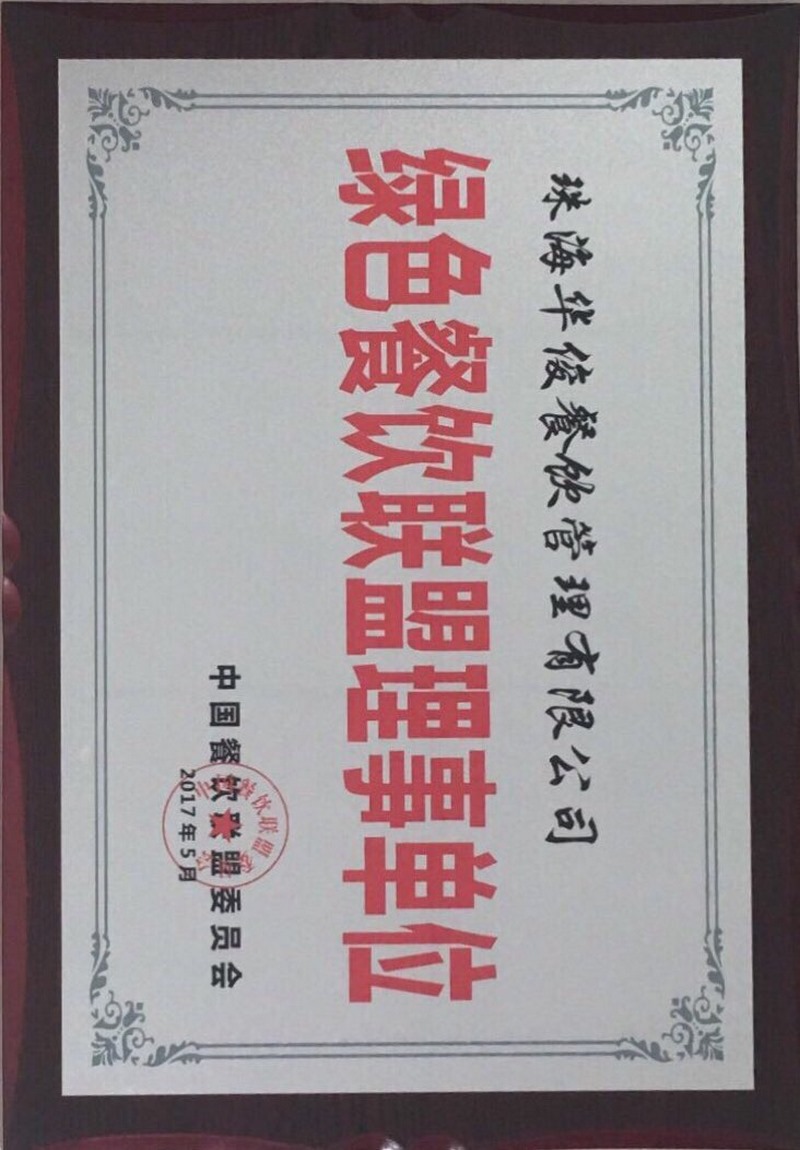 珠海华俊餐饮管理有限公司
绿色餐饮联盟理事单位
中国餐饮联盟委员会
2017年5月